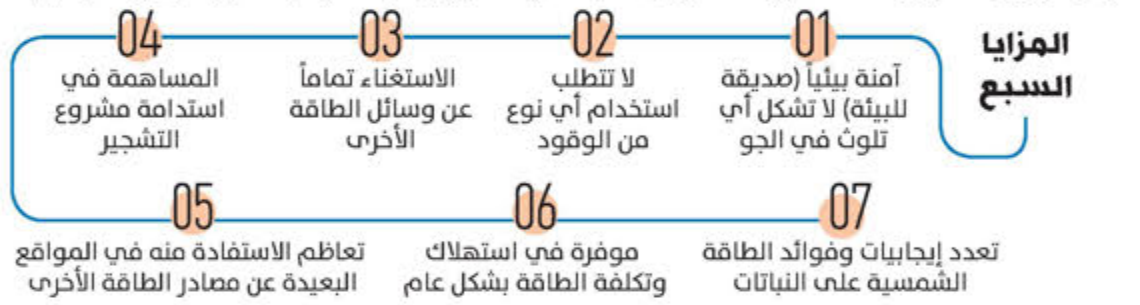 المزايا
السبع
01
آمنة بيئياً (صديقة
للبيئة) لا تشكل أي
تلوث في الجو
02
لا تتطلب
استخدام أي نوع
من الوقود
03
الاستغناء تماماً
عن وسائل الطاقة
الأخرى
04
المساهمة في
استدامة مشروع
التشجير
05
تعاظم الاستفادة منه في المواقع
البعيدة عن مصادر الطاقة الأخرى
06
موفرة في استهلاك
وتكلفة الطاقة بشكل عام
07
تعدد إيجابيات وفوائد الطاقة
الشمسية على النباتات